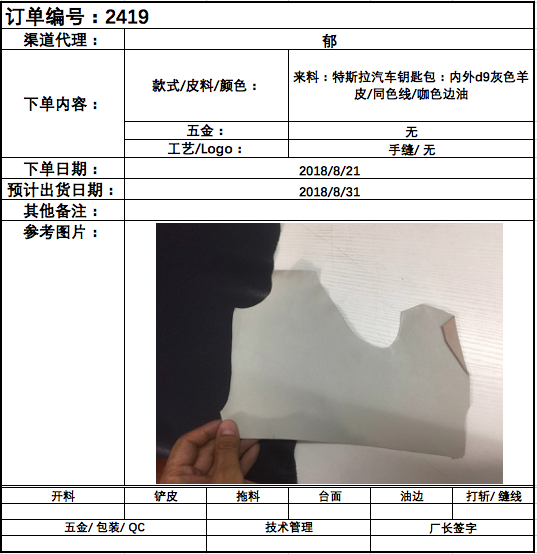 订单编号：2419
渠道代理：
郁
下单内容：
款式/皮料/颜色：
来料：特斯拉汽车钥匙包：内外d9灰色羊
皮/同色线/咖色边油
五金：
无
工艺/Logo：
手缝/ 无
下单日期：
2018/8/21
预计出货日期：
2018/8/31
其他备注：
参考图片：
开料
铲皮
拖料
台面
油边
打斩/ 缝线
五金/ 包装/ QC
技术管理
厂长签字